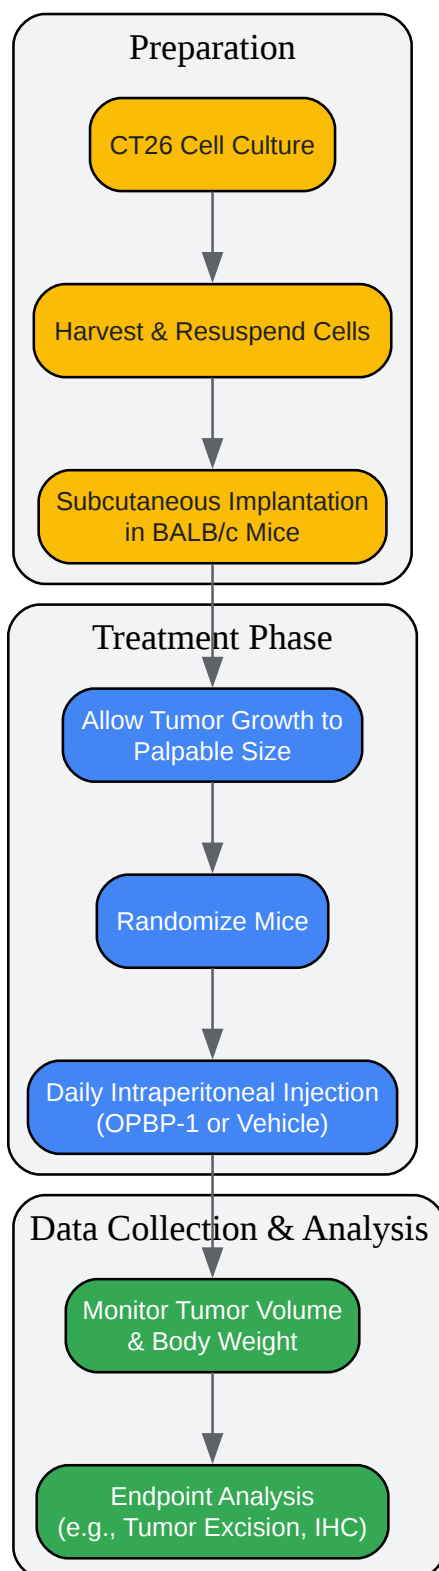 Preparation
CT26 Cell Culture
Harvest & Resuspend Cells
Subcutaneous Implantation
in BALB/c Mice
Treatment Phase
Allow Tumor Growth to
Palpable Size
Randomize Mice
Daily Intraperitoneal Injection
(OPBP-1 or Vehicle)
Data Collection & Analysis
Monitor Tumor Volume
& Body Weight
Endpoint Analysis
(e.g., Tumor Excision, IHC)